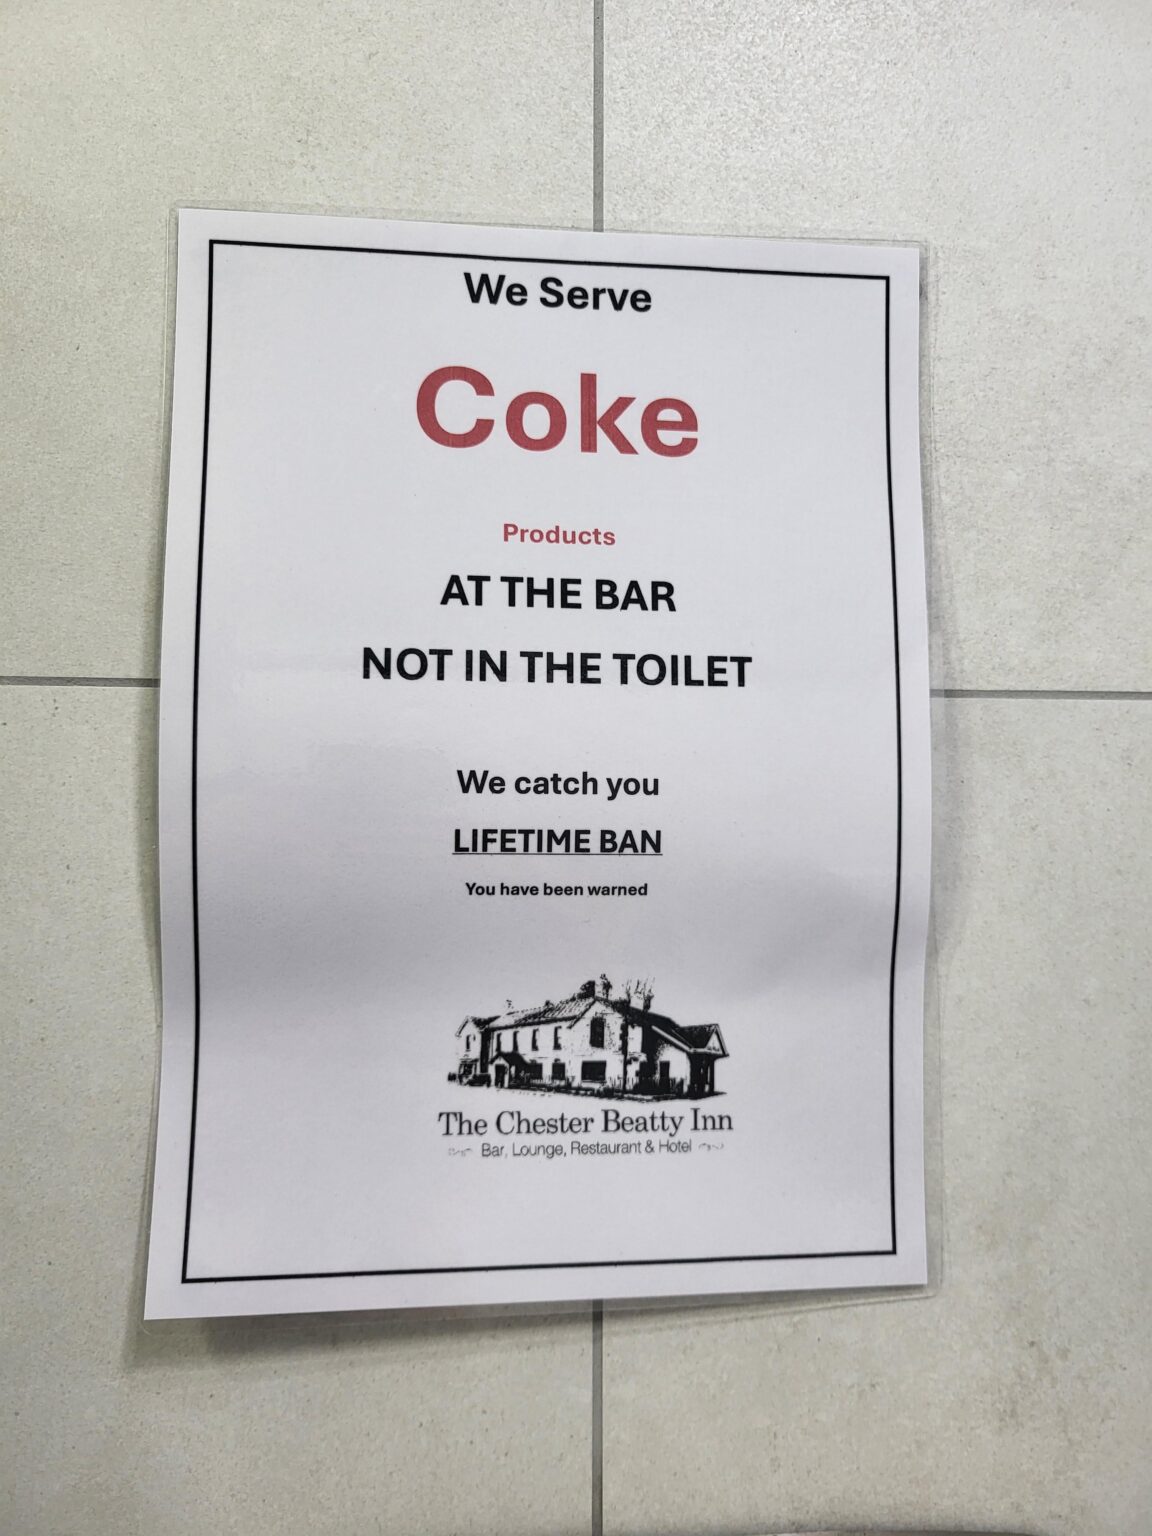 We Serve
Coke
Products
AT THE BAR
NOT IN THE TOILET
We catch you
LIFETIME BAN
You have been warned
The Chester Beatty Inn
Bar, Lounge, Restaurant & Hotel